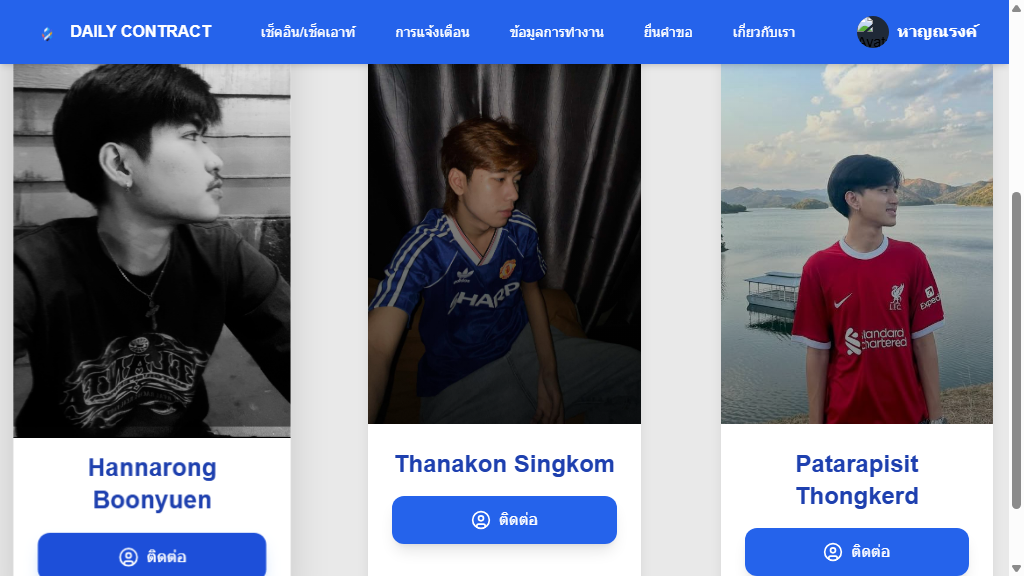 DAILY CONTRACT
เช็คอิน/เช็คเอาท์
การแจ้งเตือน
ข้อมูลการทำงาน
ยื่นคำขอ
เกี่ยวกับเรา
หาญณรงค์
SHARP
LFC
Standard
chartered
Hannarong
Boonyuen
ติดต่อ
Thanakon Singkom
ติดต่อ
Patarapisit
Thongkerd
ติดต่อ